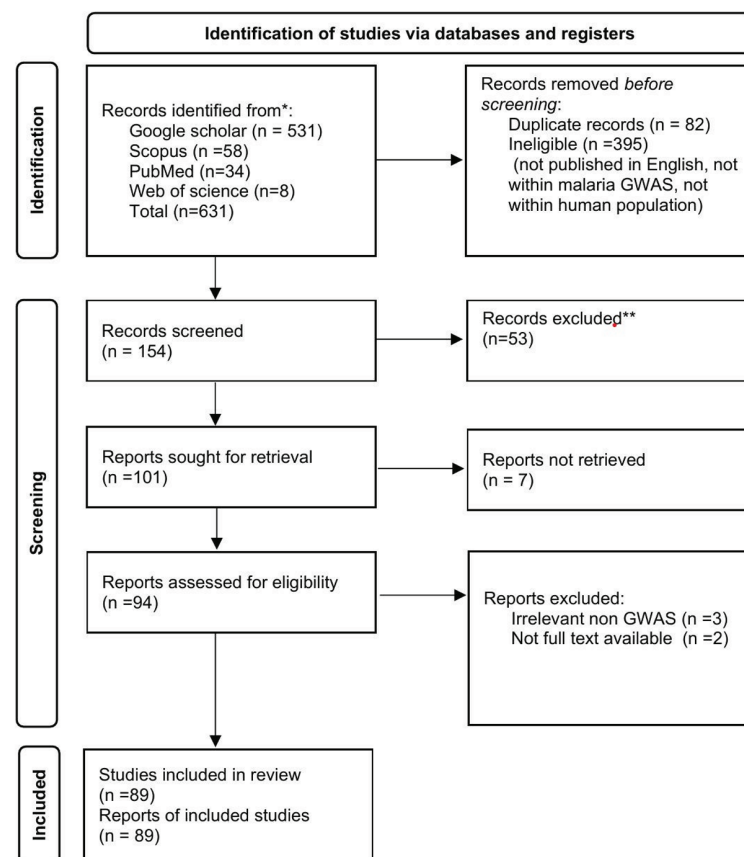 Identification of studies via databases and registers
Identification
Records identified from*:
Google scholar (n = 531)
Scopus (n =58)
PubMed (n=34)
Web of science (n=8)
Total (n=631)
Records removed before
screening:
Duplicate records (n = 82)
Ineligible (n =395)
(not published in English, not
within malaria GWAS, not
within human population)
Screening
Records screened
(n = 154)
Records excluded**
(n=53)
Reports sought for retrieval
(n =101)
Reports not retrieved
(n = 7)
Reports assessed for eligibility
(n =94)
Reports excluded:
Irrelevant non GWAS (n =3)
Not full text available (n =2)
Included
Studies included in review
(n =89)
Reports of included studies
(n = 89)